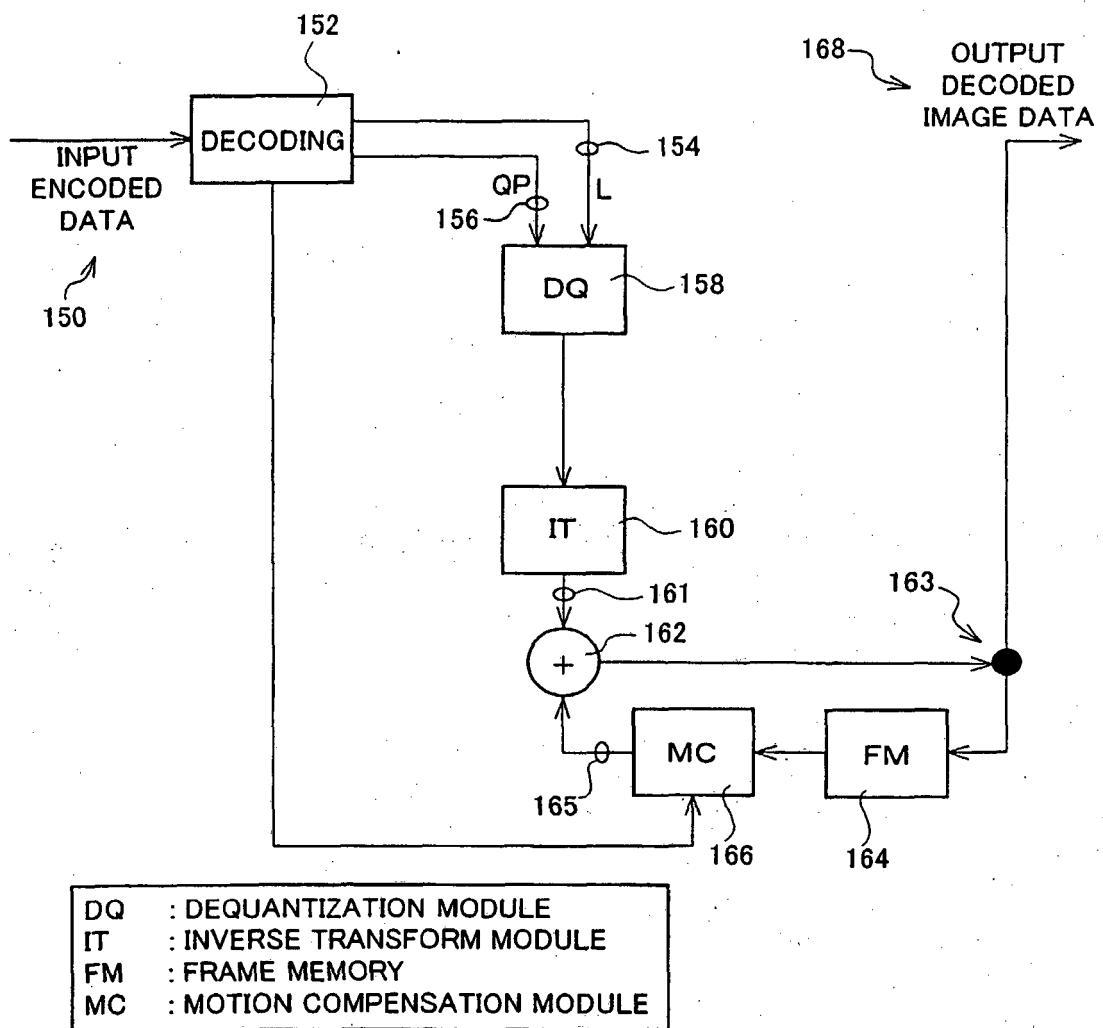 152
168
OUTPUT
DECODED
IMAGE DATA
DECODING
INPUT
ENCODED
DATA
150
154
QP
L
156
DQ
158
IT
160
161
162
+
163
MC
FM
165
166
164
DQ : DEQUANTIZATION MODULE
IT : INVERSE TRANSFORM MODULE
FM : FRAME MEMORY
MC : MOTION COMPENSATION MODULE